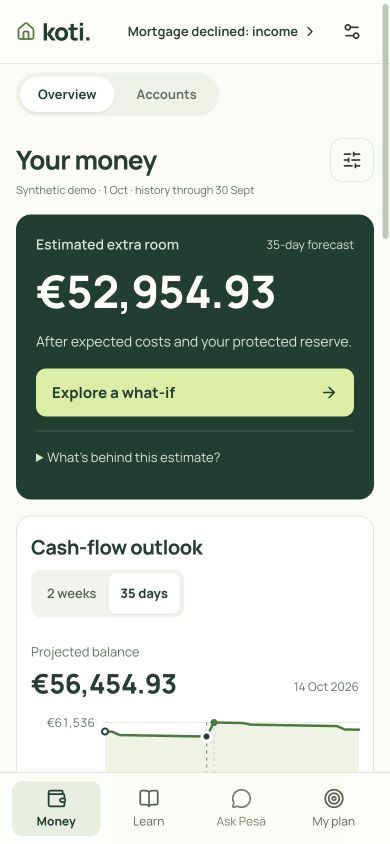 koti.
Mortgage declined: income
Overview
Accounts
Your money
Synthetic demo · 1 Oct · history through 30 Sept
Estimated extra room
35-day forecast
€52,954.93
After expected costs and your protected reserve.
Explore a what-if
What's behind this estimate?
Cash-flow outlook
2 weeks
35 days
Projected balance
€56,454.93
14 Oct 2026
€61,536
Money
Learn
Ask Pesä
My plan